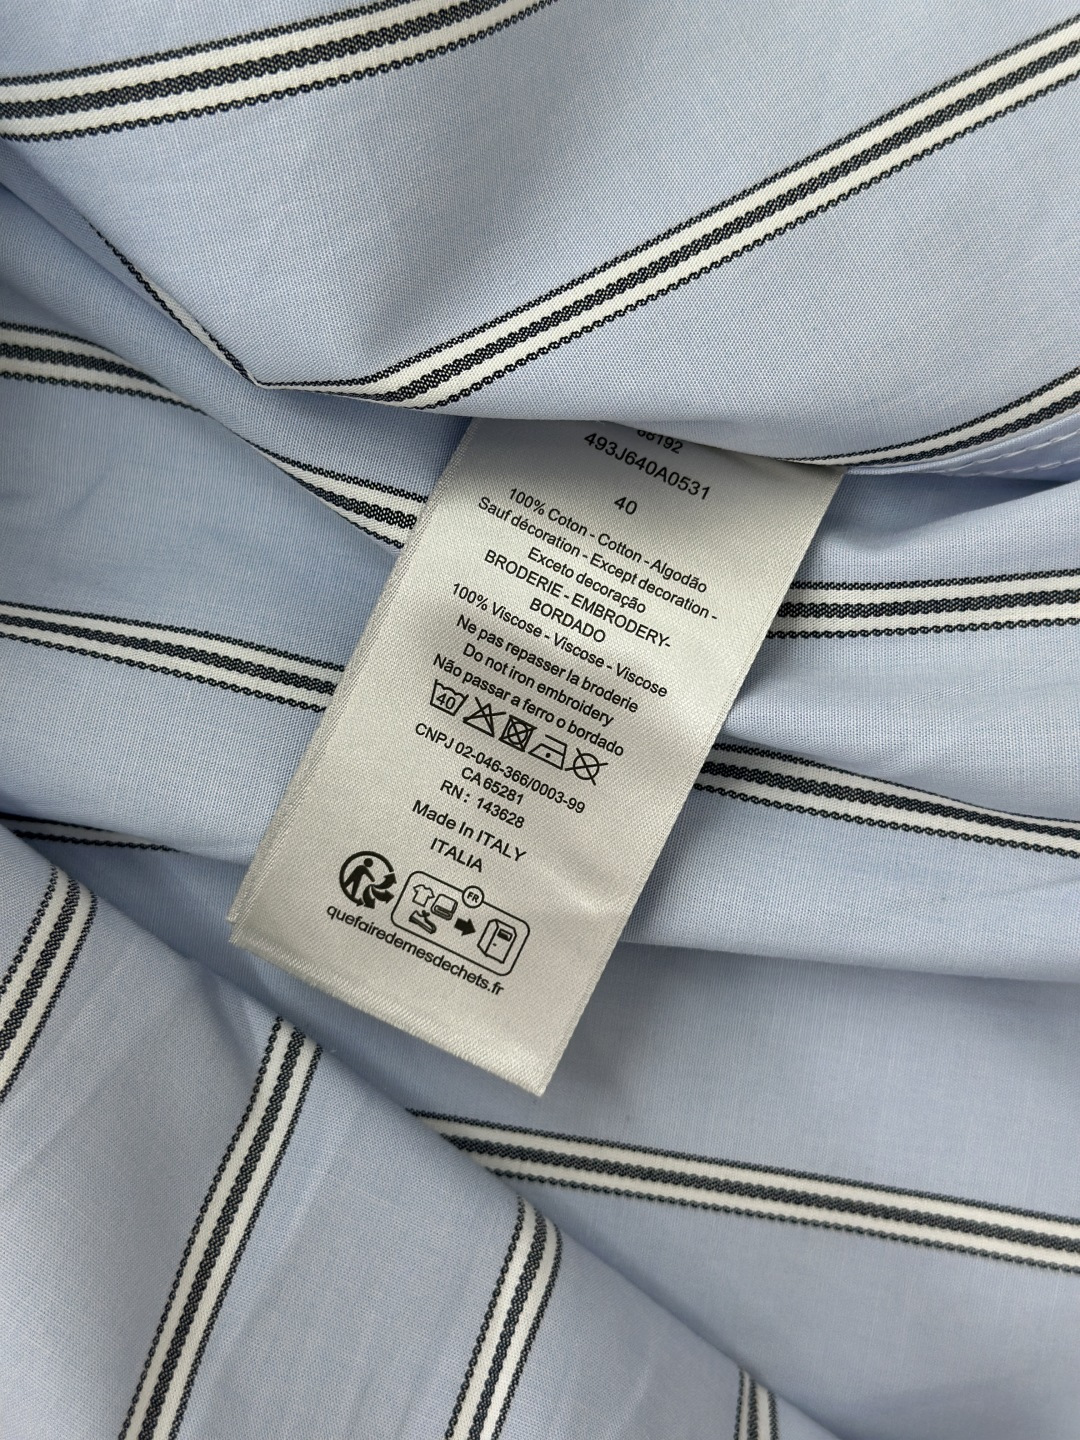 68192
493J640A0531
40
100% Coton - Cotton - Algodão
Sauf décoration - Except decoration -
Exceto decoração
BRODERIE - EMBRODERY-
BORDADO
100% Viscose - Viscose - Viscose
Ne pas repasser la broderie
Do not iron embroidery
Não passar a ferro o bordado
40
CNPJ 02-046-366/0003-99
CA 65281
RN : 143628
Made In ITALY
ITALIA
FR
quefairedemesdechets.fr